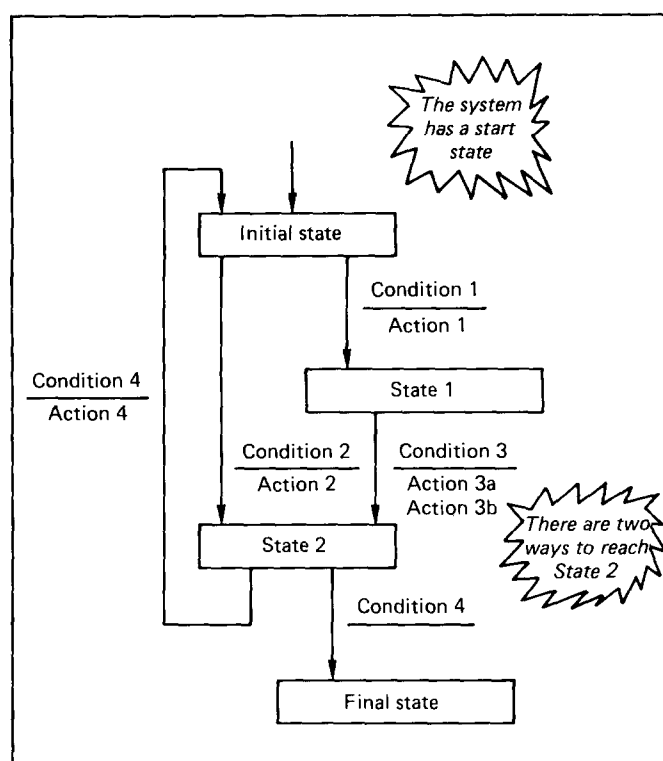 The system
has a start
state
Initial state
Condition 1
Action 1
State 1
Condition 4
Action 4
Condition 2
Action 2
Condition 3
Action 3a
Action 3b
There are two
ways to reach
State 2
State 2
Condition 4
Final state